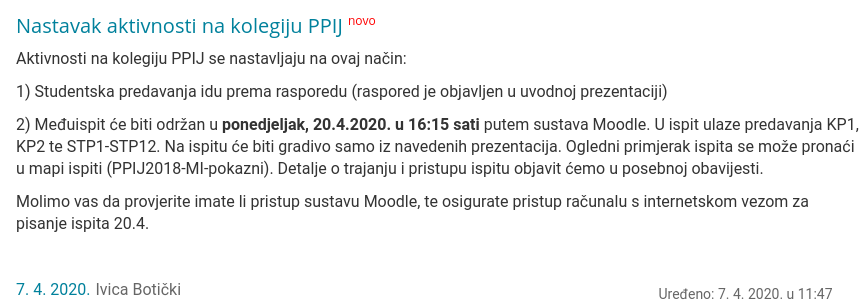 Nastavak aktivnosti na kolegiju PPIJ novo
Aktivnosti na kolegiju PPIJ se nastavljaju na ovaj način:
1) Studentska predavanja idu prema rasporedu (raspored je objavljen u uvodnoj prezentaciji)
2) Međuispit će biti održan u ponedjeljak, 20.4.2020. u 16:15 sati putem sustava Moodle. U ispit ulaze predavanja KP1,
KP2 te STP1-STP12. Na ispitu će biti gradivo samo iz navedenih prezentacija. Ogledni primjerak ispita se može pronaći
u mapi ispiti (PPIJ2018-MI-pokazni). Detalje o trajanju i pristupu ispitu objavit ćemo u posebnoj obavijesti.
Molimo vas da provjerite imate li pristup sustavu Moodle, te osigurate pristup računalu s internetskom vezom za
pisanje ispita 20.4.
7. 4. 2020. Ivica Botički
Uređeno: 7. 4. 2020. u 11:47